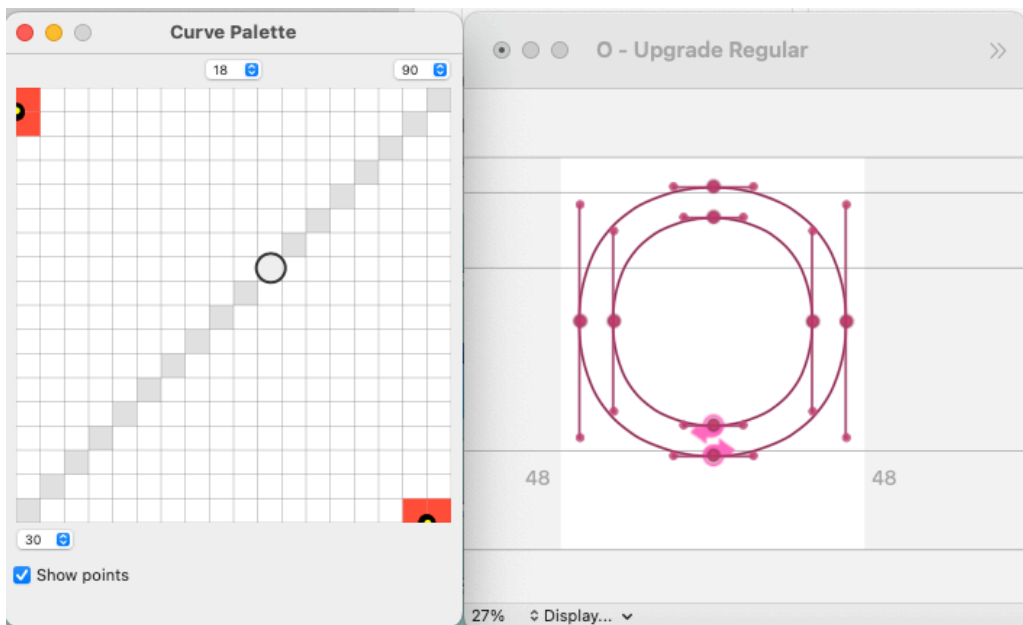 Curve Palette
18
90
30
Show points
O - Upgrade Regular
48
48
27%
Display...